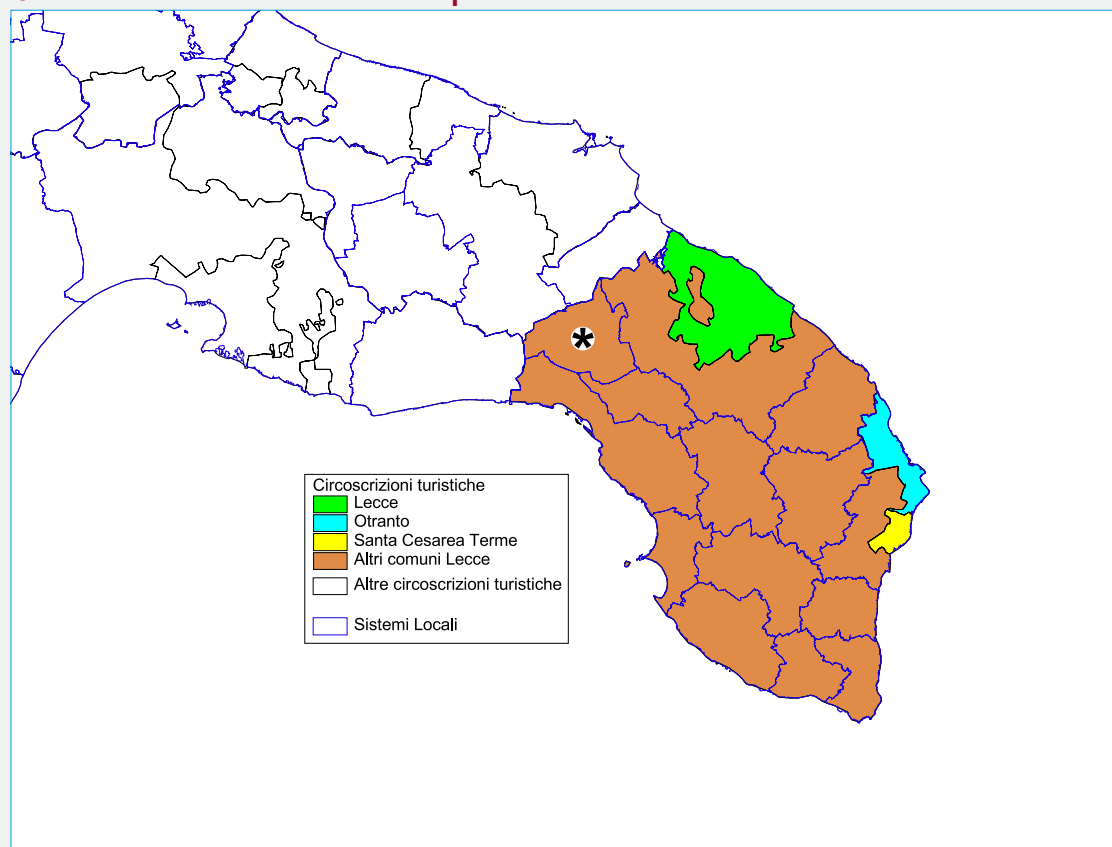 Circoscrizioni turistiche
Lecce
Otranto
Santa Cesarea Terme
Altri comuni Lecce
Altre circoscrizioni turistiche
Sistemi Locali
*